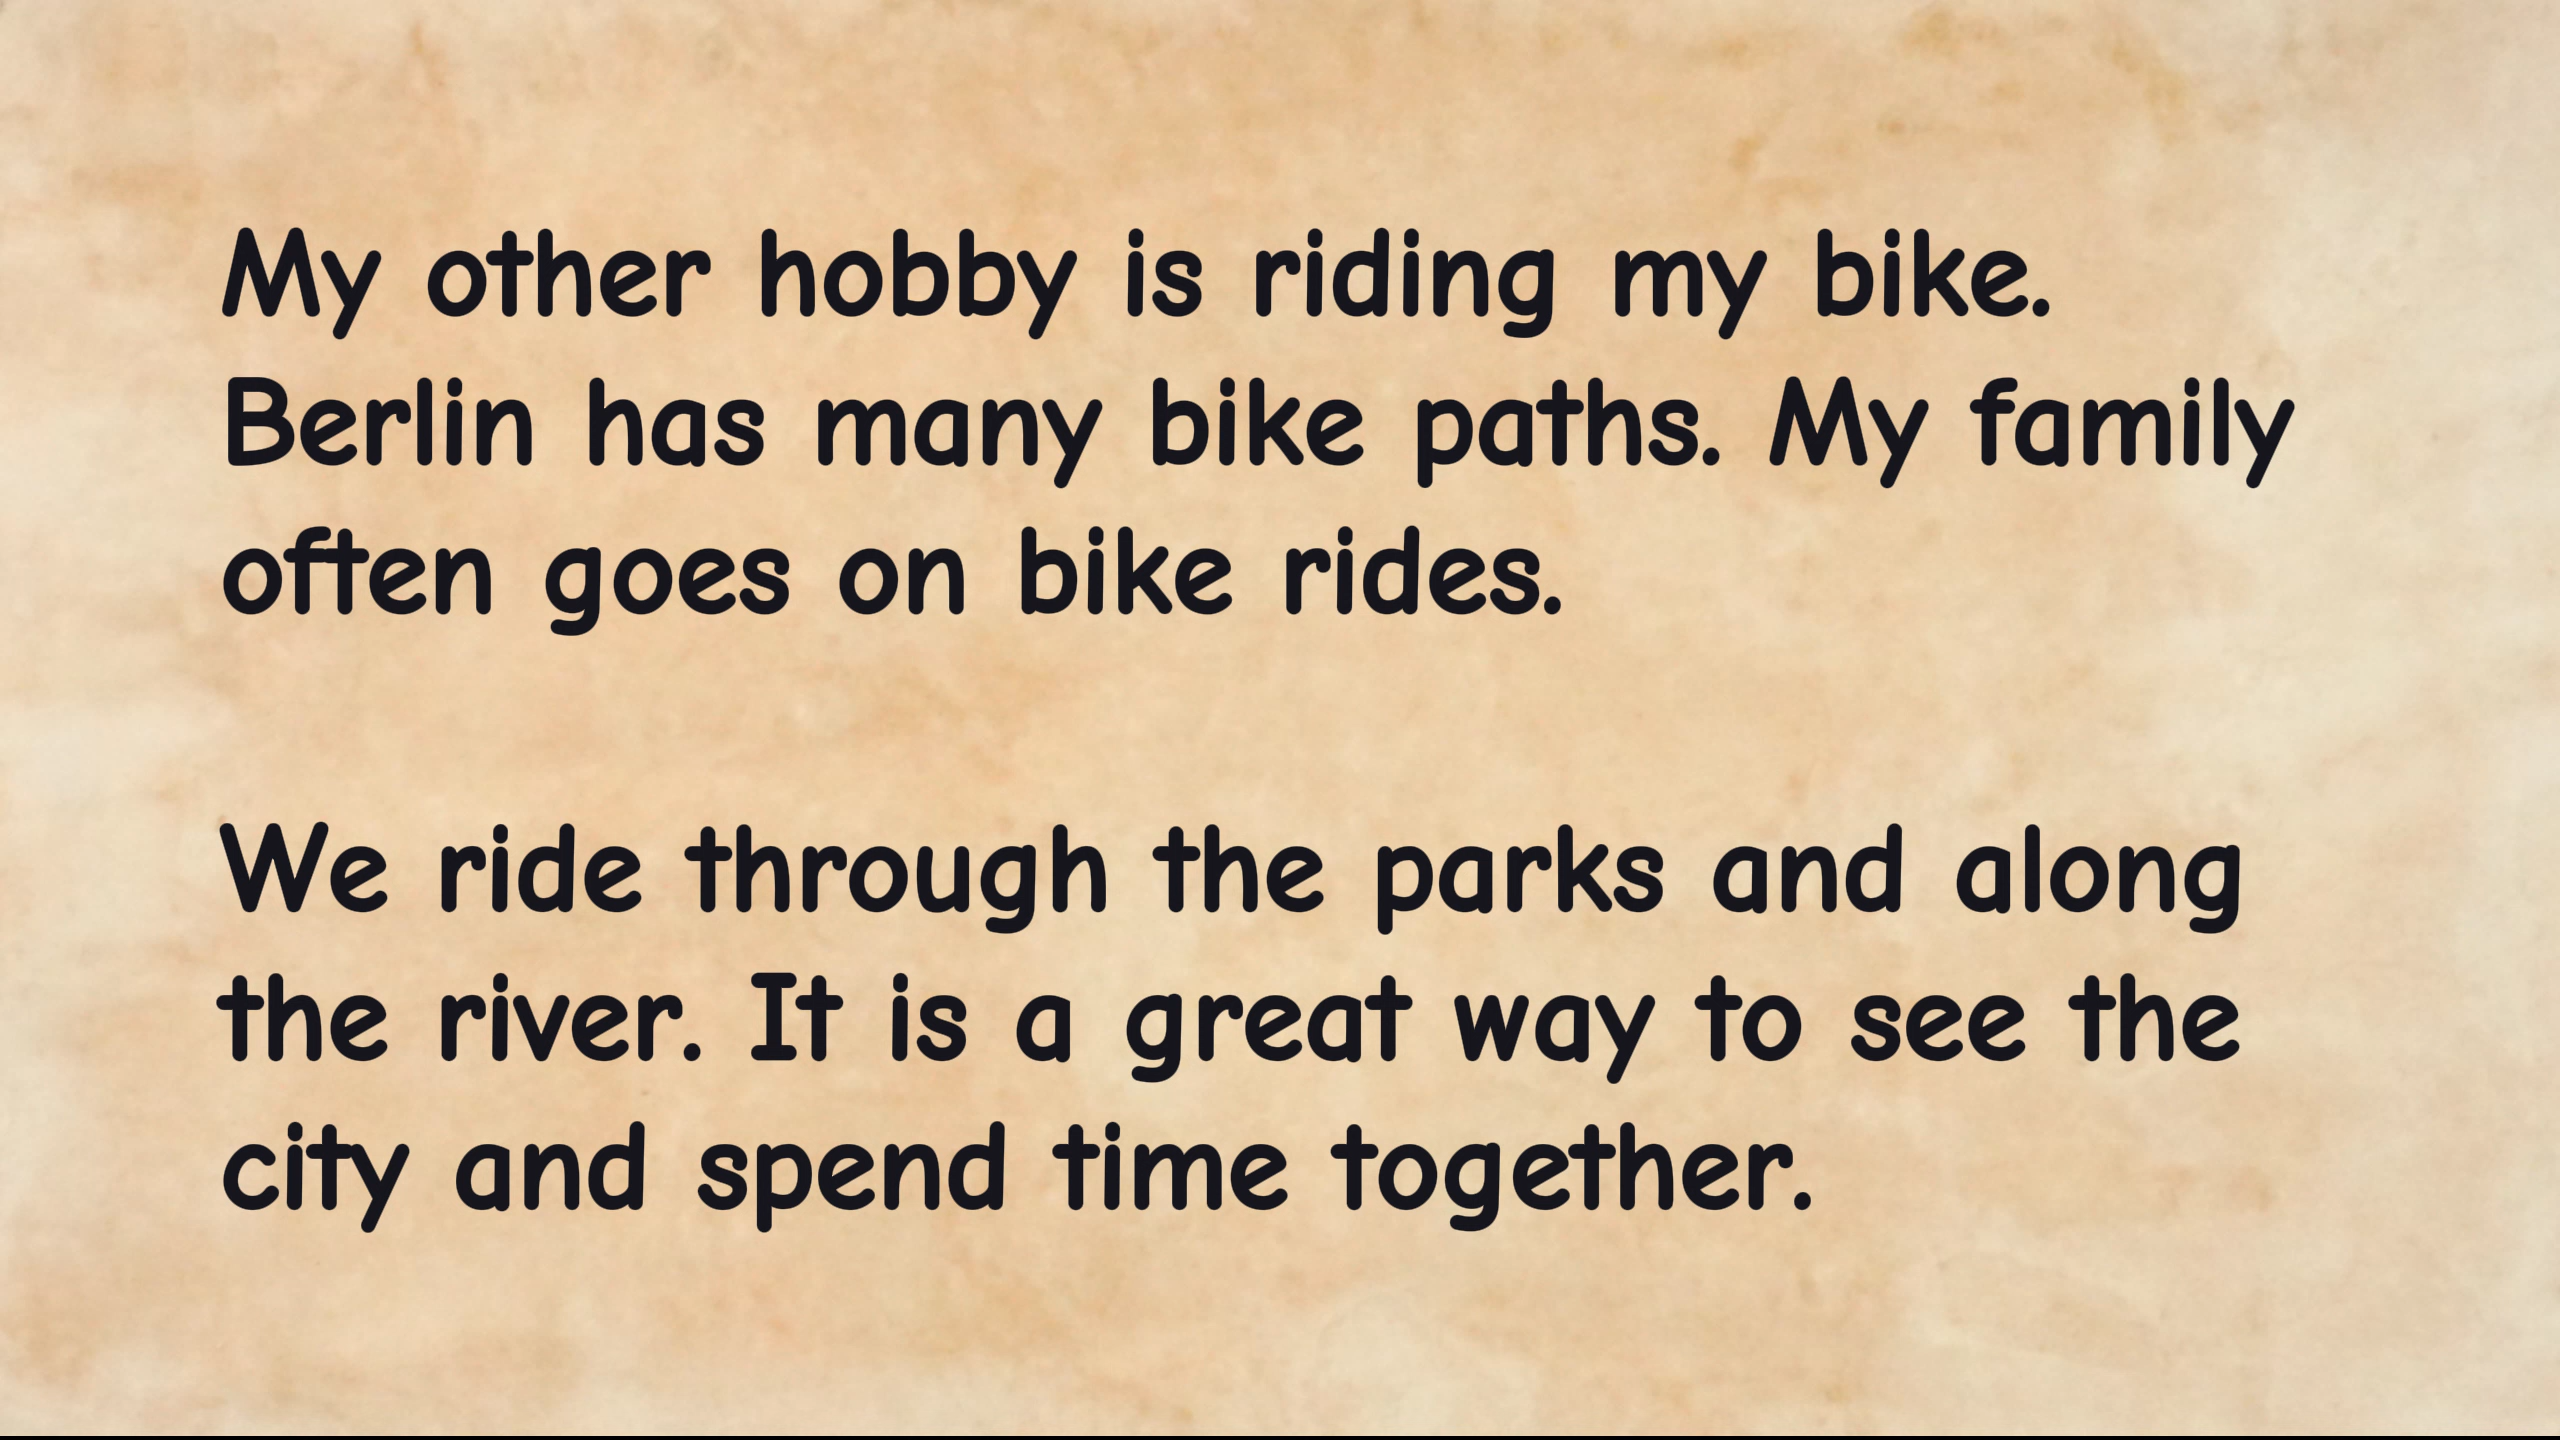 My other hobby is riding my bike.
Berlin has many bike paths. My family
often goes on bike rides.
We ride through the parks and along
the river. It is a great way to see the
city and spend time together.